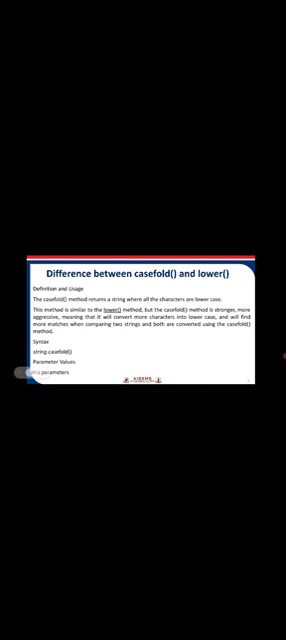 Difference between casefold() and lower()
Definition and Usage
The casefold() method returns a string where all the characters are lower case.
This method is similar to the lower() method, but the casefold() method is stronger, more
aggressive, meaning that it will convert more characters into lower case, and will find
more matches when comparing two strings and both are converted using the casefold()
method.
Syntax
string.casefold()
Parameter Values
No parameters
AISSMS